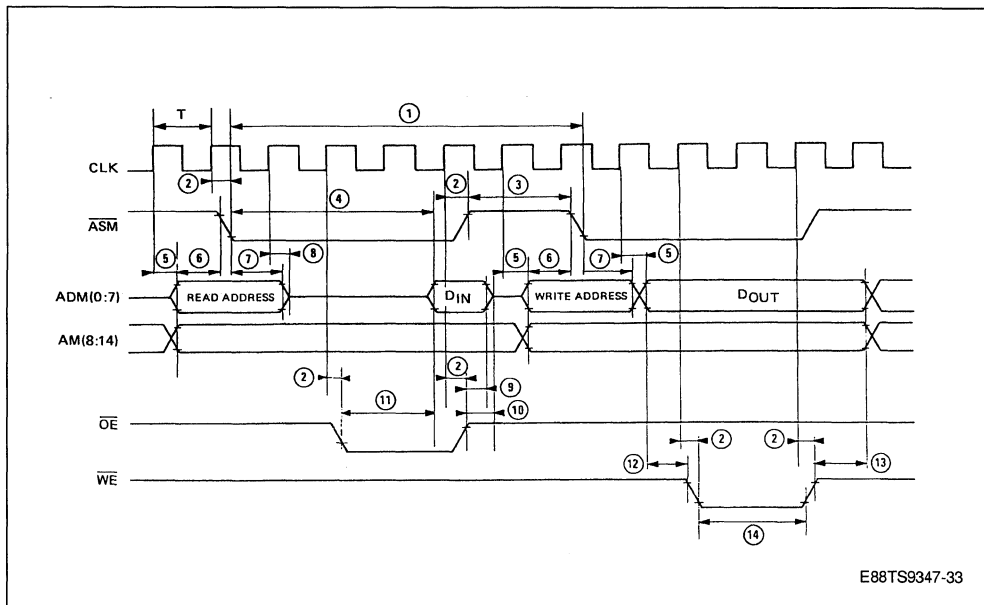 T
①
CLK
②
④
②
③
ASM
⑤ ⑥ ⑦ ⑧ ⑤ ⑥ ⑦ ⑤
ADM(0:7) READ ADDRESS DIN WRITE ADDRESS DOUT
AM(8:14)
② ⑪ ② ⑨
⑩
OE
② ②
⑫ ⑬
WE
⑭
E88TS9347-33